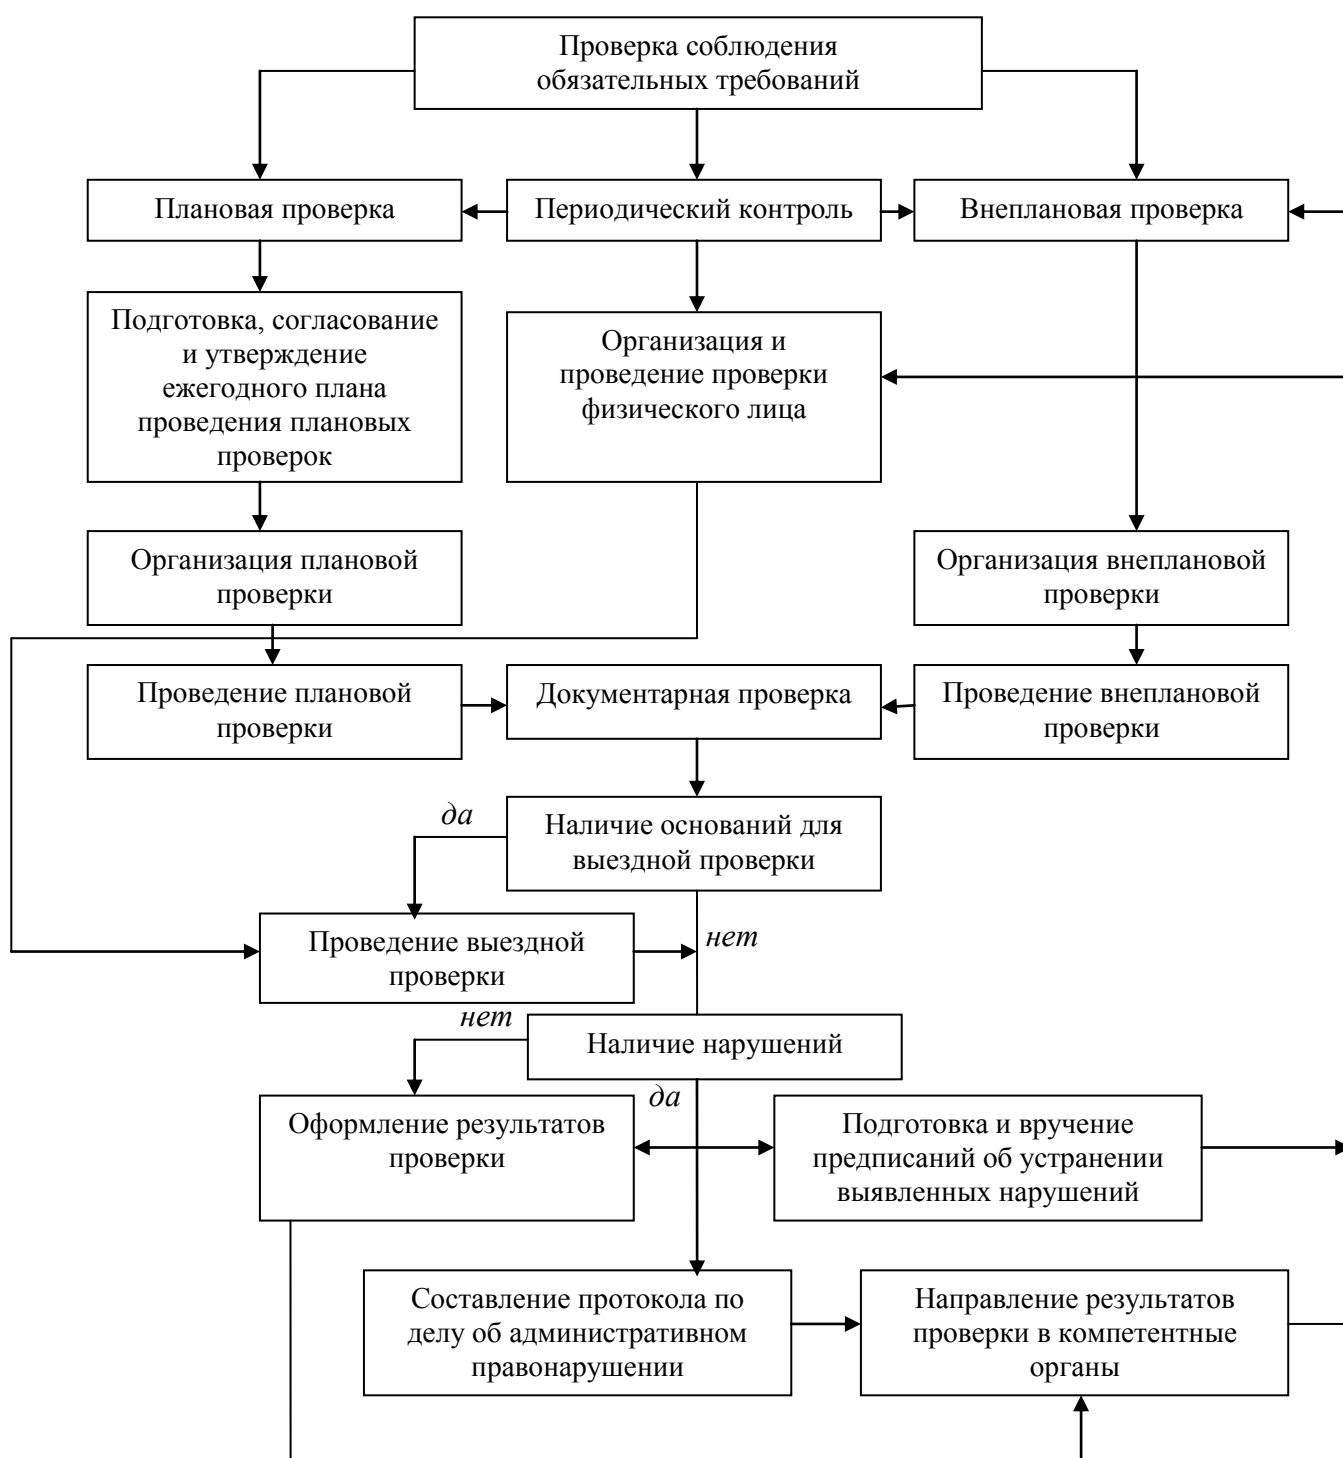 Проверка соблюдения
обязательных требований
Плановая проверка
Периодический контроль
Внеплановая проверка
Подготовка, согласование
и утверждение
ежегодного плана
проведения плановых
проверок
Организация и
проведение проверки
физического лица
Организация плановой
проверки
Организация внеплановой
проверки
Проведение плановой
проверки
Документарная проверка
Проведение внеплановой
проверки
да
Наличие оснований для
выездной проверки
Проведение выездной
проверки
нет
нет
Наличие нарушений
да
Оформление результатов
проверки
Подготовка и вручение
предписаний об устранении
выявленных нарушений
Составление протокола по
делу об административном
правонарушении
Направление результатов
проверки в компетентные
органы